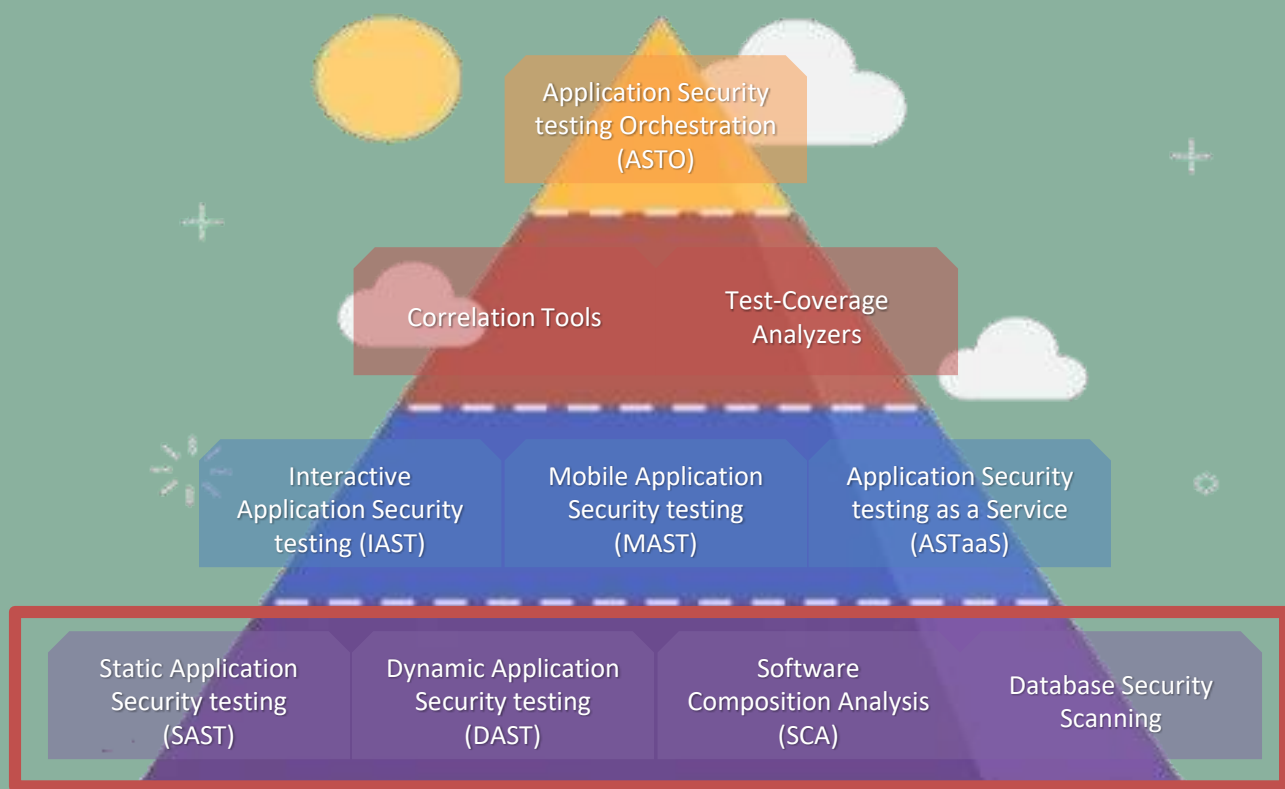 Application Security
testing Orchestration
(ASTO)
Correlation Tools
Test-Coverage
Analyzers
Interactive
Application Security
testing (IAST)
Mobile Application
Security testing
(MAST)
Application Security
testing as a Service
(ASTaaS)
Static Application
Security testing
(SAST)
Dynamic Application
Security testing
(DAST)
Software
Composition Analysis
(SCA)
Database Security
Scanning